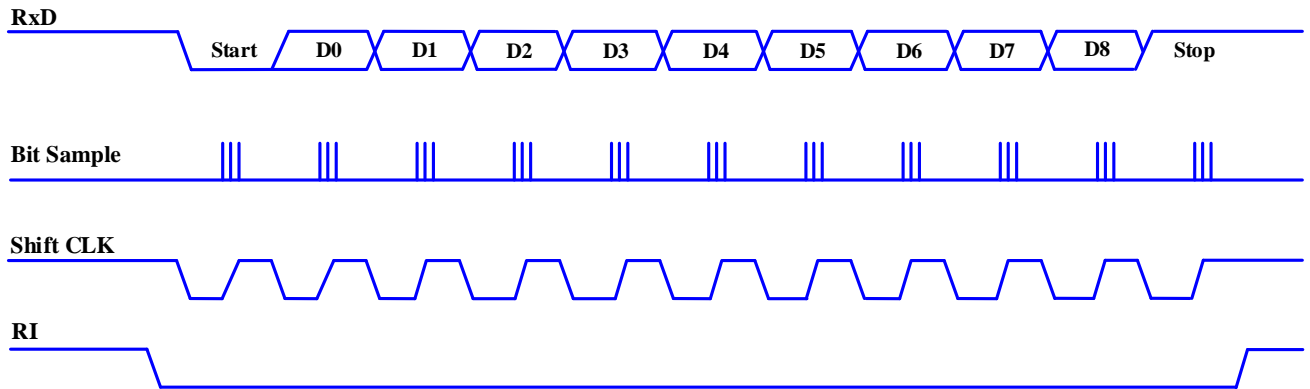 RxD
Start D0 D1 D2 D3 D4 D5 D6 D7 D8 Stop
Bit Sample
Shift CLK
RI